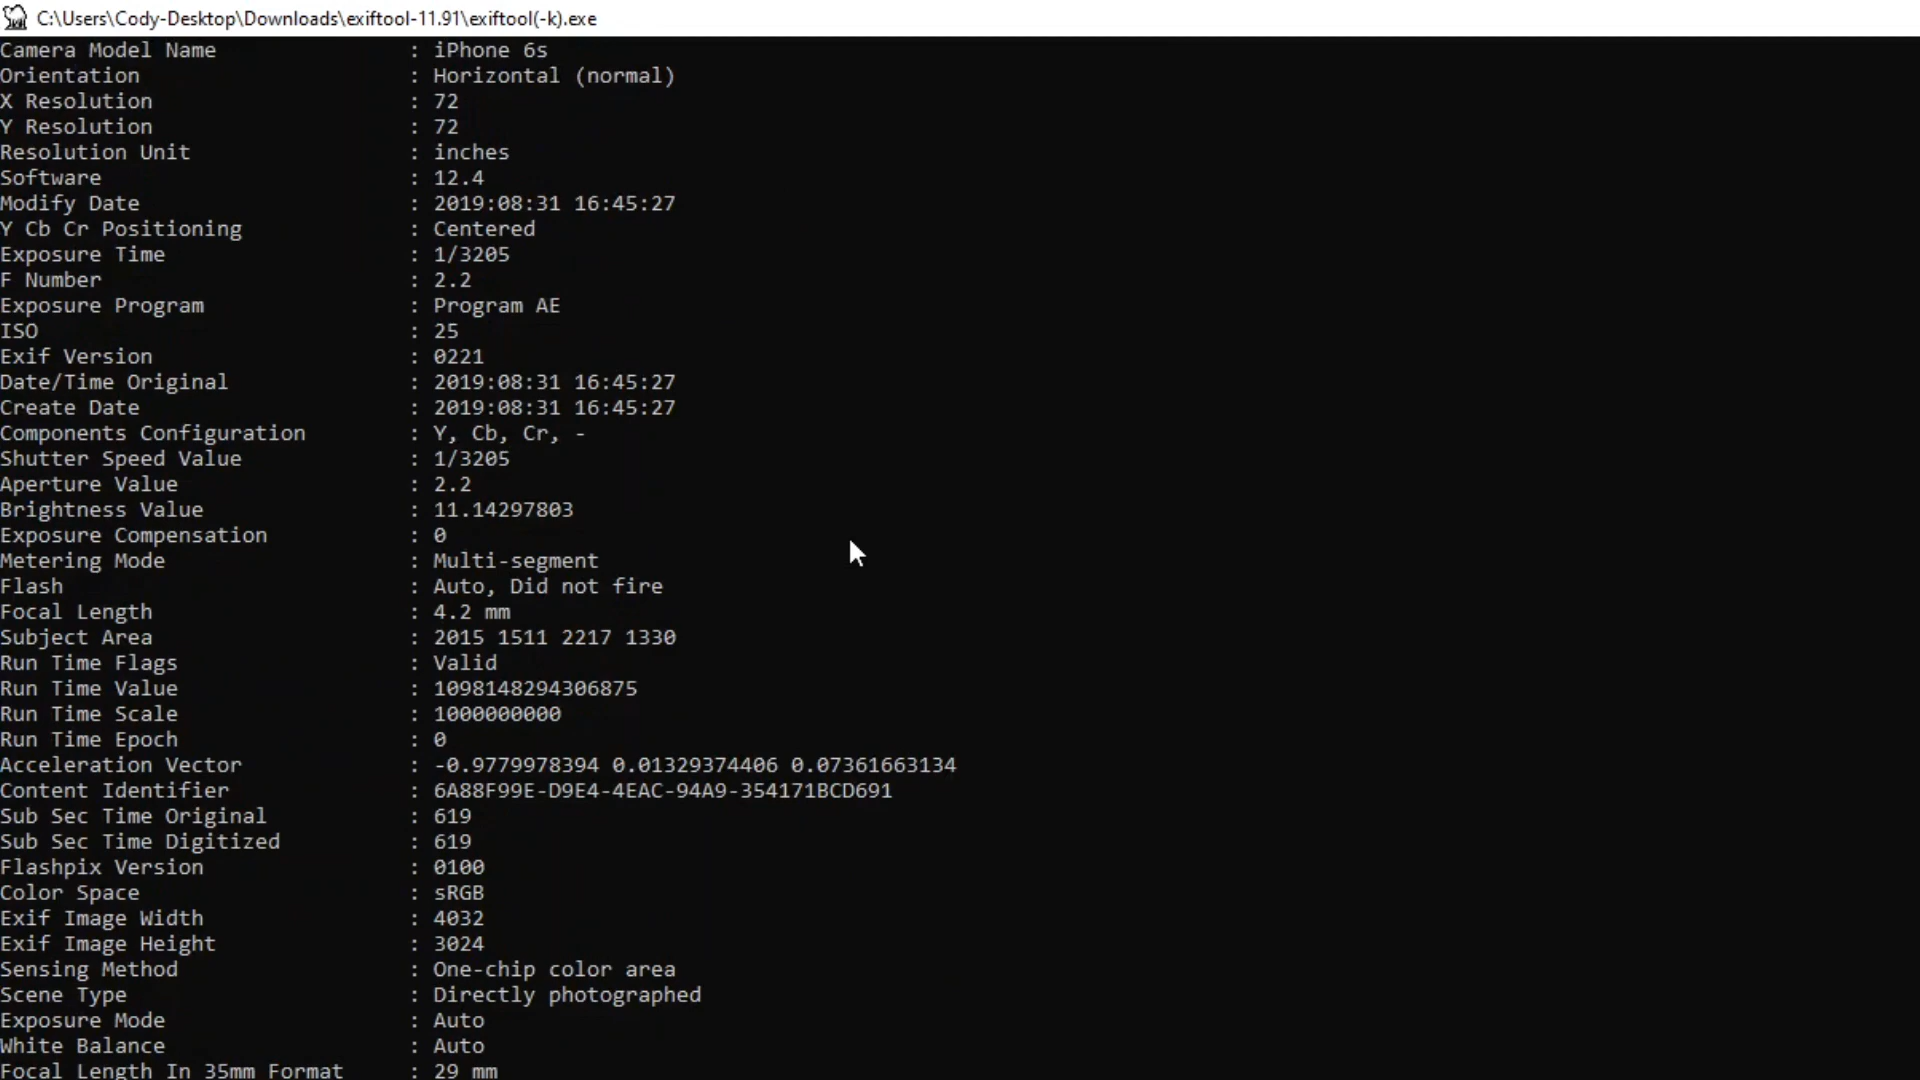 C:\Users\Cody-Desktop\Downloads\exiftool-11.91\exiftool(-k).exe
Camera Model Name : iPhone 6s
Orientation : Horizontal (normal)
X Resolution : 72
Y Resolution : 72
Resolution Unit : inches
Software : 12.4
Modify Date : 2019:08:31 16:45:27
Y Cb Cr Positioning : Centered
Exposure Time : 1/3205
F Number : 2.2
Exposure Program : Program AE
ISO : 25
Exif Version : 0221
Date/Time Original : 2019:08:31 16:45:27
Create Date : 2019:08:31 16:45:27
Components Configuration : Y, Cb, Cr, -
Shutter Speed Value : 1/3205
Aperture Value : 2.2
Brightness Value : 11.14297803
Exposure Compensation : 0
Metering Mode : Multi-segment
Flash : Auto, Did not fire
Focal Length : 4.2 mm
Subject Area : 2015 1511 2217 1330
Run Time Flags : Valid
Run Time Value : 1098148294306875
Run Time Scale : 1000000000
Run Time Epoch : 0
Acceleration Vector : -0.9779978394 0.01329374406 0.07361663134
Content Identifier : 6A88F99E-D9E4-4EAC-94A9-354171BCD691
Sub Sec Time Original : 619
Sub Sec Time Digitized : 619
Flashpix Version : 0100
Color Space : sRGB
Exif Image Width : 4032
Exif Image Height : 3024
Sensing Method : One-chip color area
Scene Type : Directly photographed
Exposure Mode : Auto
White Balance : Auto
Focal Length In 35mm Format : 29 mm